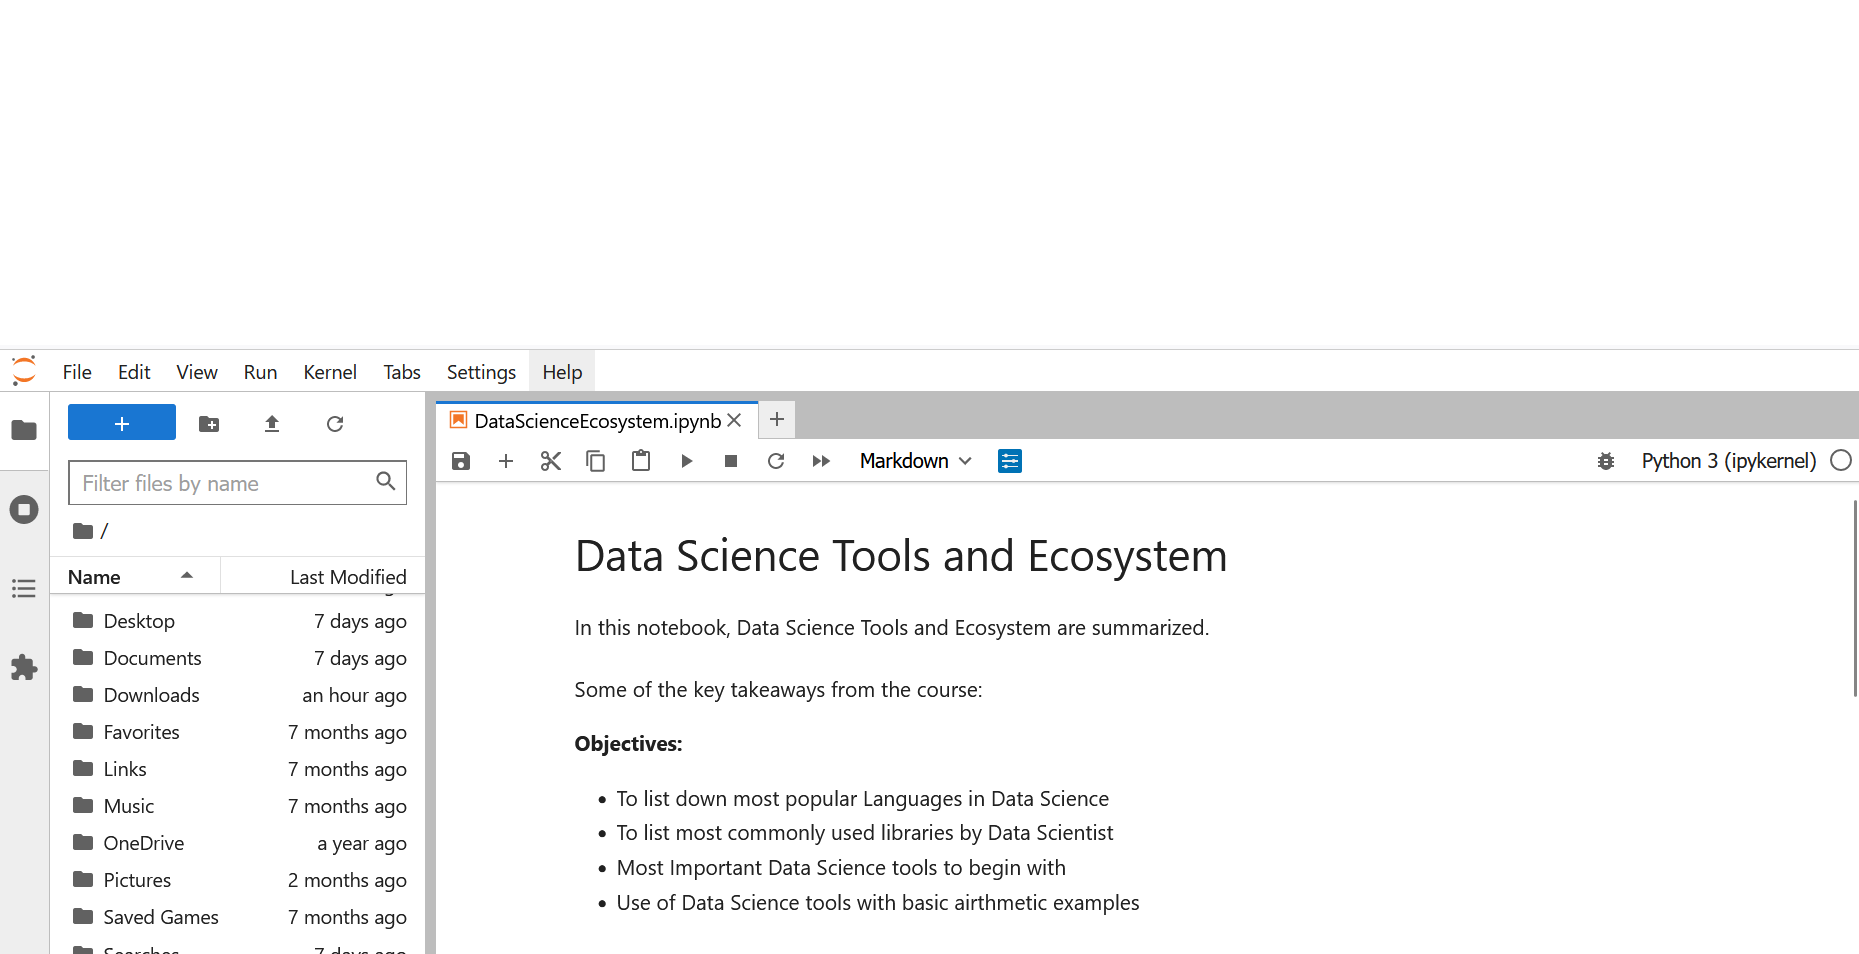 File Edit View Run Kernel Tabs Settings Help
+
DataScienceEcosystem.ipynb
Markdown
Python 3 (ipykernel)
Filter files by name
/
Name Last Modified
Desktop 7 days ago
Documents 7 days ago
Downloads an hour ago
Favorites 7 months ago
Links 7 months ago
Music 7 months ago
OneDrive a year ago
Pictures 2 months ago
Saved Games 7 months ago
Searches 7 days ago
Data Science Tools and Ecosystem
In this notebook, Data Science Tools and Ecosystem are summarized.
Some of the key takeaways from the course:
Objectives:
• To list down most popular Languages in Data Science
• To list most commonly used libraries by Data Scientist
• Most Important Data Science tools to begin with
• Use of Data Science tools with basic airthmetic examples